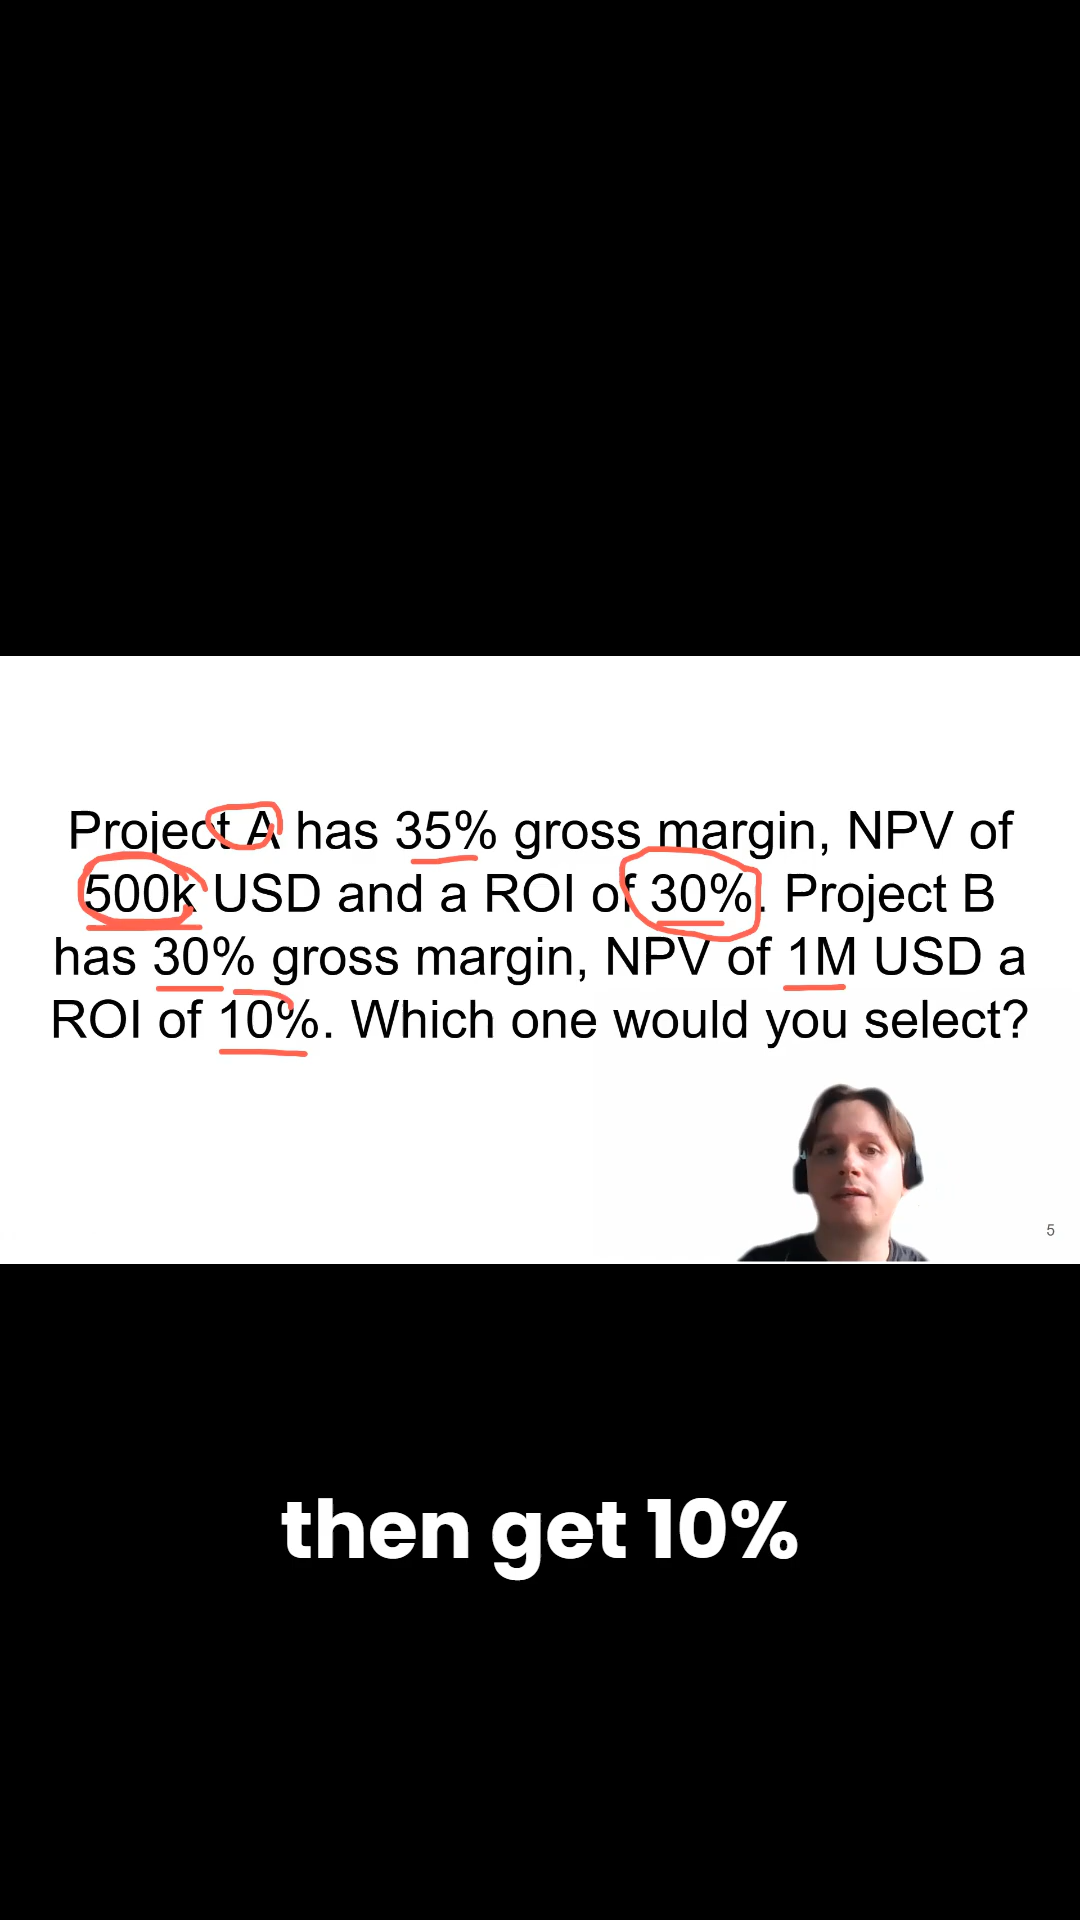 Project A has 35% gross margin, NPV of
500k USD and a ROI of 30%. Project B
has 30% gross margin, NPV of 1M USD a
ROI of 10%. Which one would you select?
5
then get 10%